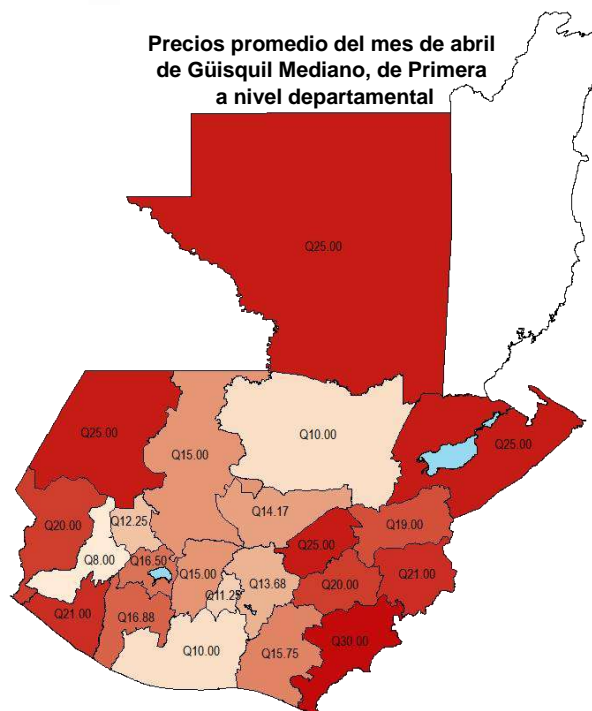 Precios promedio del mes de abril
de Güisquil Mediano, de Primera
a nivel departamental
Q25.00
Q25.00
Q15.00
Q10.00
Q25.00
Q20.00
Q12.25
Q14.17
Q19.00
Q8.00
Q16.50
Q15.00
Q13.68
Q25.00
Q20.00
Q21.00
Q21.00
Q16.88
Q11.25
Q10.00
Q15.75
Q30.00